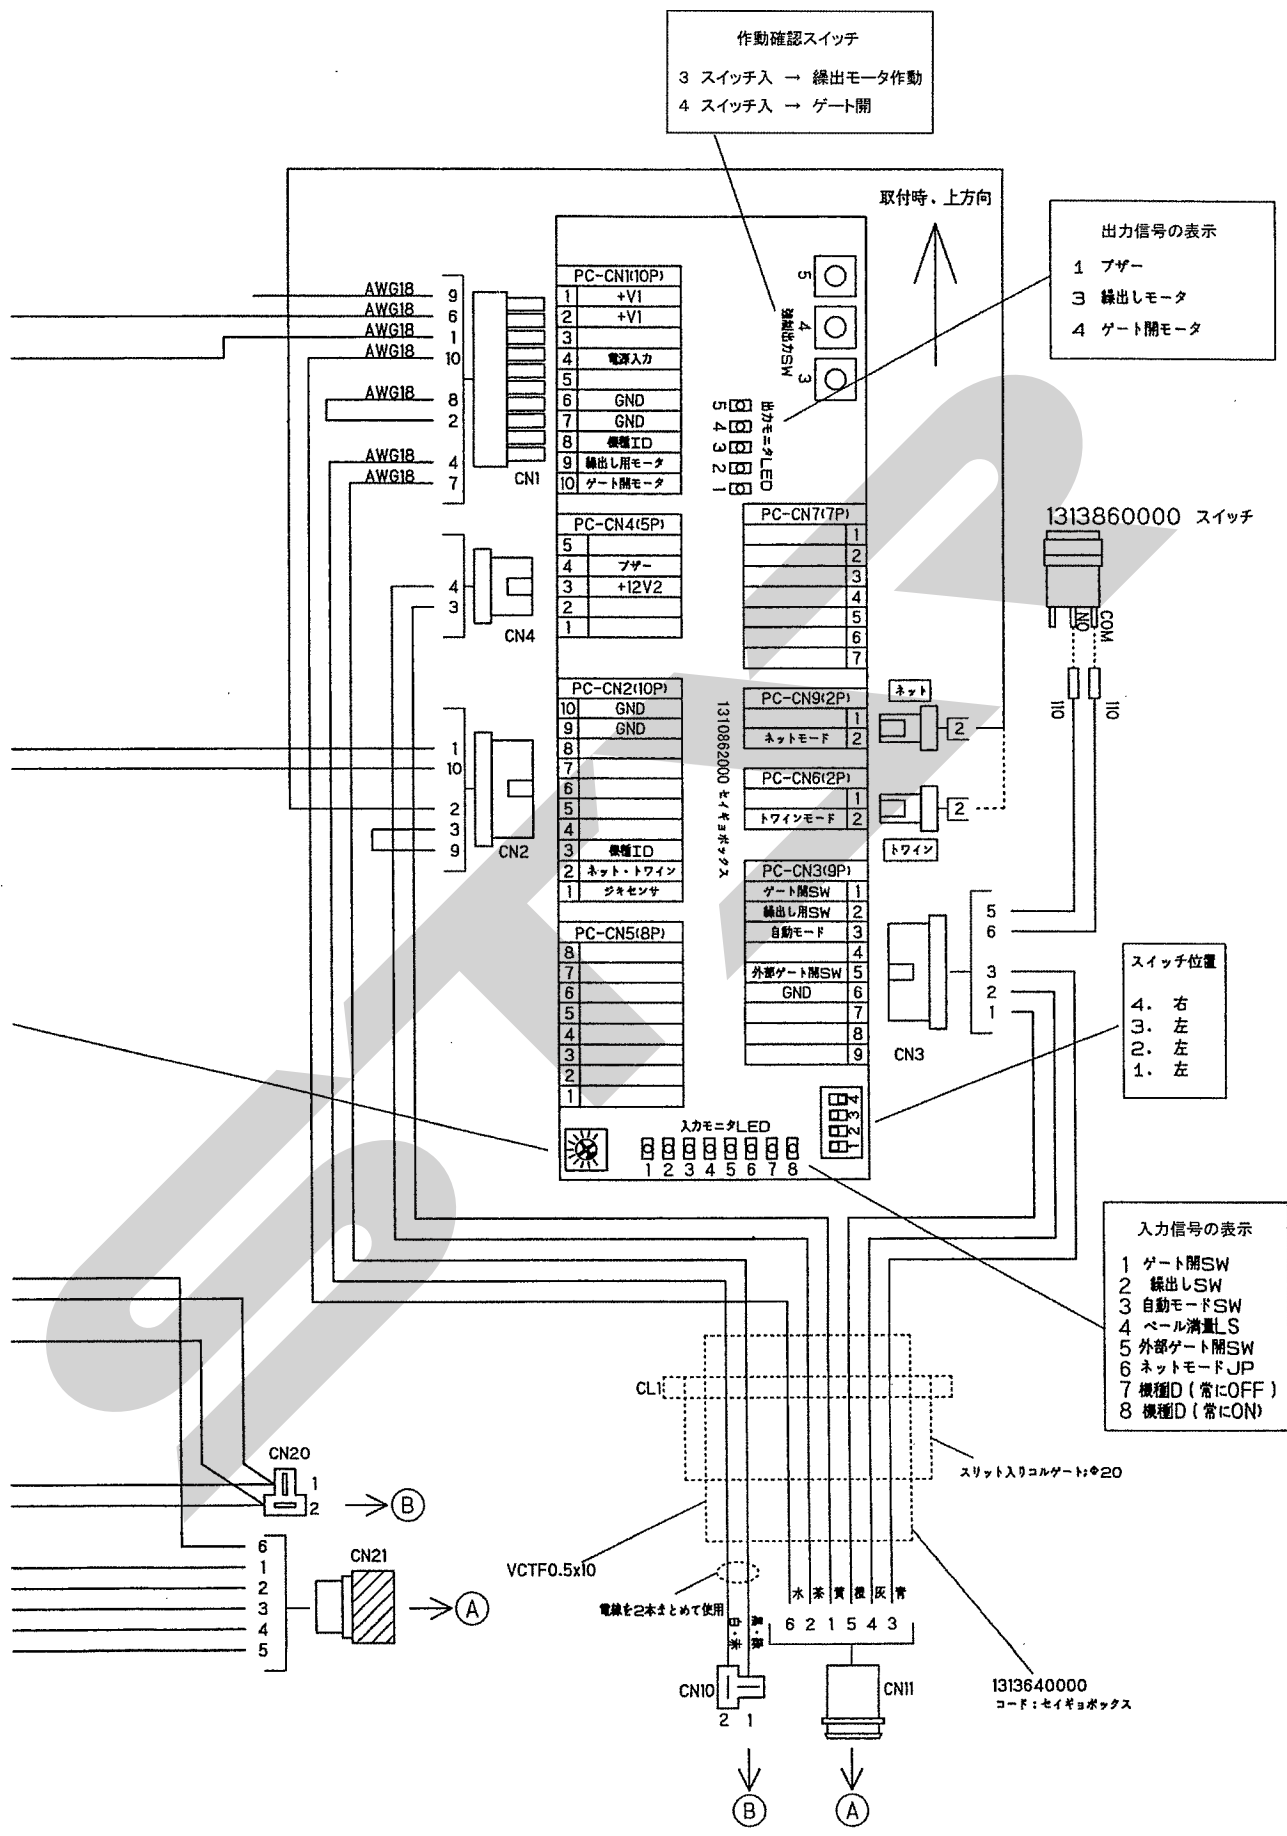 作動確認スイッチ
3 スイッチ入 → 繰出モータ作動
4 スイッチ入 → ゲート開
取付時、上方向
出力信号の表示
1 ブザー
3 繰出しモータ
4 ゲート開モータ
AWG18 9
AWG18 6
AWG18 1
AWG18 10
AWG18 8
2
AWG18 4
AWG18 7
CN1
PC-CN1(10P)
1 +V1
2 +V1
3
4 電源入力
5
6 GND
7 GND
8 機種ID
9 繰出し用モータ
10 ゲート開モータ
5
4
3
強制出力SW
5
4
3
2
1
出力モニタLED
4
3
CN4
PC-CN4(5P)
5
4 ブザー
3 +12V2
2
1
PC-CN7(7P)
1
2
3
4
5
6
7
1313860000 スイッチ
NO
COM
110
110
1
10
2
3
9
CN2
PC-CN2(10P)
10 GND
9 GND
8
7
6
5
4
3 機種ID
2 ネット・トワイン
1 ジキセンサ
1310862000 セイギョボックス
PC-CN9(2P)
1
ネットモード 2
ネット
2
PC-CN6(2P)
1
トワインモード 2
トワイン
2
PC-CN3(9P)
ゲート開SW 1
繰出し用SW 2
自動モード 3
4
外部ゲート開SW 5
GND 6
7
8
9
CN3
5
6
3
2
1
PC-CN5(8P)
8
7
6
5
4
3
2
1
スイッチ位置
4. 右
3. 左
2. 左
1. 左
4
3
2
1
入力モニタLED
1 2 3 4 5 6 7 8
入力信号の表示
1 ゲート開SW
2 繰出しSW
3 自動モードSW
4 ベール満量LS
5 外部ゲート開SW
6 ネットモードJP
7 機種ID(常にOFF)
8 機種ID(常にON)
CL1
スリット入りコルゲート;Φ20
CN20
1
2
B
6
1
2
3
4
5
CN21
A
VCTF0.5x10
電線を2本まとめて使用
白・赤
黒・緑
水 茶 黄 橙 灰 青
6 2 1 5 4 3
CN10
2 1
CN11
1313640000
コード:セイギョボックス
B
A
STAR